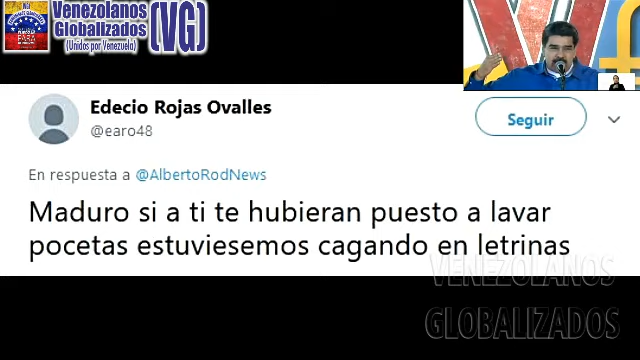 Venezolanos
Globalizados
(Unidos por Venezuela)
(VG)
Edecio Rojas Ovalles
@earo48
Seguir
En respuesta a @AlbertoRodNews
Maduro si a ti te hubieran puesto a lavar
pocetas estuviesemos cagando en letrinas
VENEZOLANOS
GLOBALIZADOS